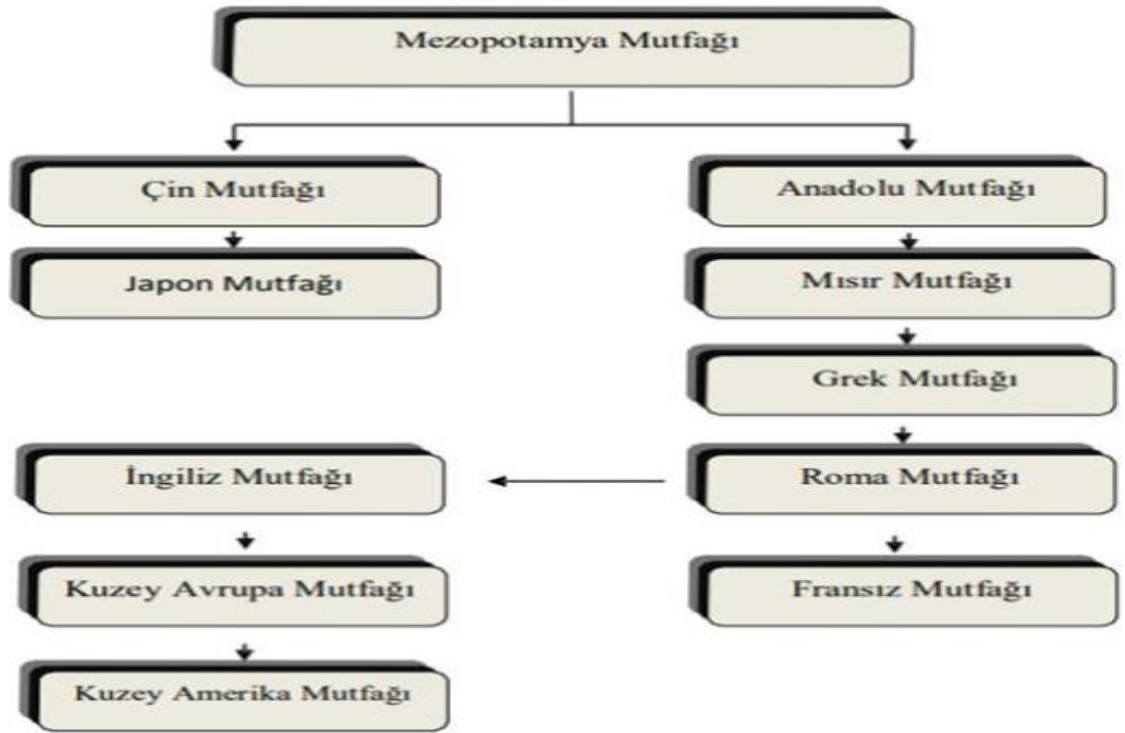 Mezopotamya Mutfağı
Çin Mutfağı
Anadolu Mutfağı
Japon Mutfağı
Mısır Mutfağı
Grek Mutfağı
İngiliz Mutfağı
Roma Mutfağı
Kuzey Avrupa Mutfağı
Fransız Mutfağı
Kuzey Amerika Mutfağı